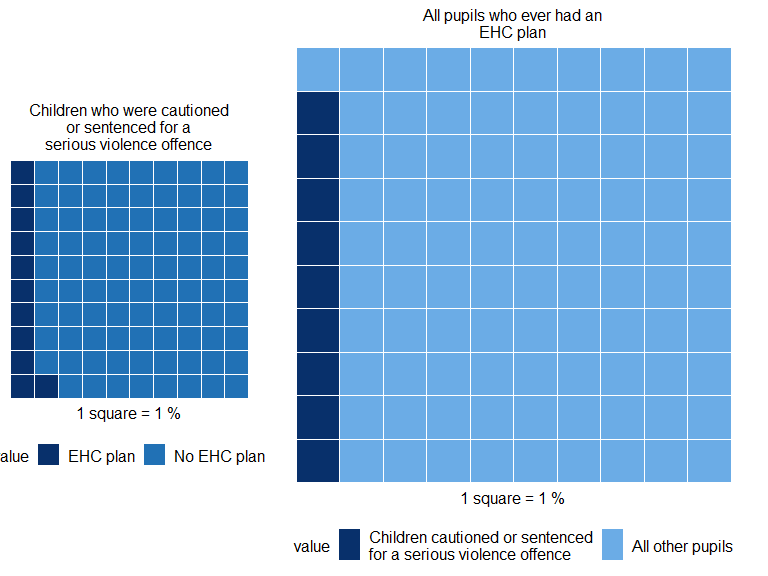 All pupils who ever had an
EHC plan
Children who were cautioned
or sentenced for a
serious violence offence
1 square = 1 %
alue EHC plan No EHC plan
1 square = 1 %
value Children cautioned or sentenced
for a serious violence offence All other pupils